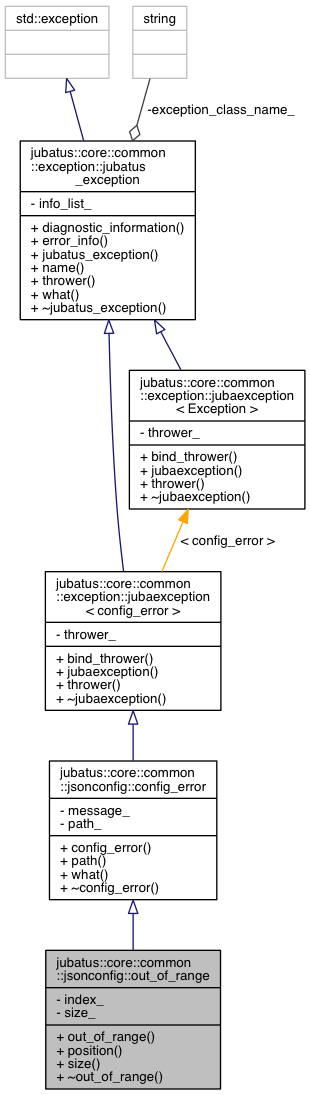 std::exception
string
-exception_class_name_
jubatus::core::common
::exception::jubatus
_exception
- info_list_
+ diagnostic_information()
+ error_info()
+ jubatus_exception()
+ name()
+ thrower()
+ what()
+ ~jubatus_exception()
jubatus::core::common
::exception::jubaexception
< Exception >
- thrower_
+ bind_thrower()
+ jubaexception()
+ thrower()
+ ~jubaexception()
< config_error >
jubatus::core::common
::exception::jubaexception
< config_error >
- thrower_
+ bind_thrower()
+ jubaexception()
+ thrower()
+ ~jubaexception()
jubatus::core::common
::jsonconfig::config_error
- message_
- path_
+ config_error()
+ path()
+ what()
+ ~config_error()
jubatus::core::common
::jsonconfig::out_of_range
- index_
- size_
+ out_of_range()
+ position()
+ size()
+ ~out_of_range()